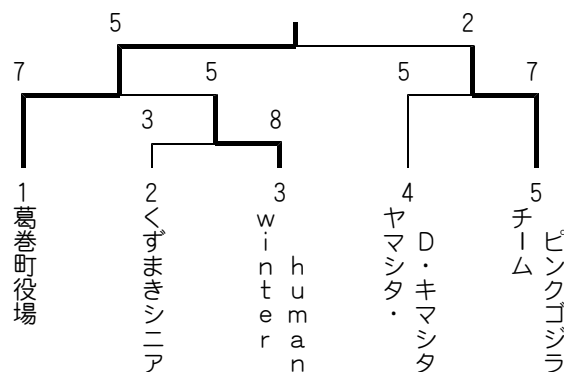 5 2
7 5 5 7
3 8
1 2 3 4 5
葛巻町役場
くずまきシニア
winter
human
ヤマシタ・
D・キマシタ
チーム
ピンクゴジラ